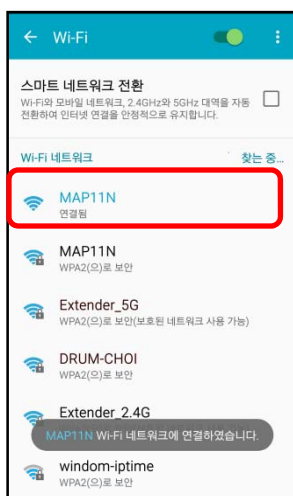 Wi-Fi
스마트 네트워크 전환
Wi-Fi와 모바일 네트워크, 2.4GHz와 5GHz 대역을 자동
전환하여 인터넷 연결을 안정적으로 유지합니다.
Wi-Fi 네트워크 찾는 중...
MAP11N
연결됨
MAP11N
WPA2(으)로 보안
Extender_5G
WPA2(으)로 보안(보호된 네트워크 사용 가능)
DRUM-CHOI
WPA2(으)로 보안
Extender_2.4G
MAP11N Wi-Fi 네트워크에 연결하였습니다.
windom-iptime
WPA2(으)로 보안